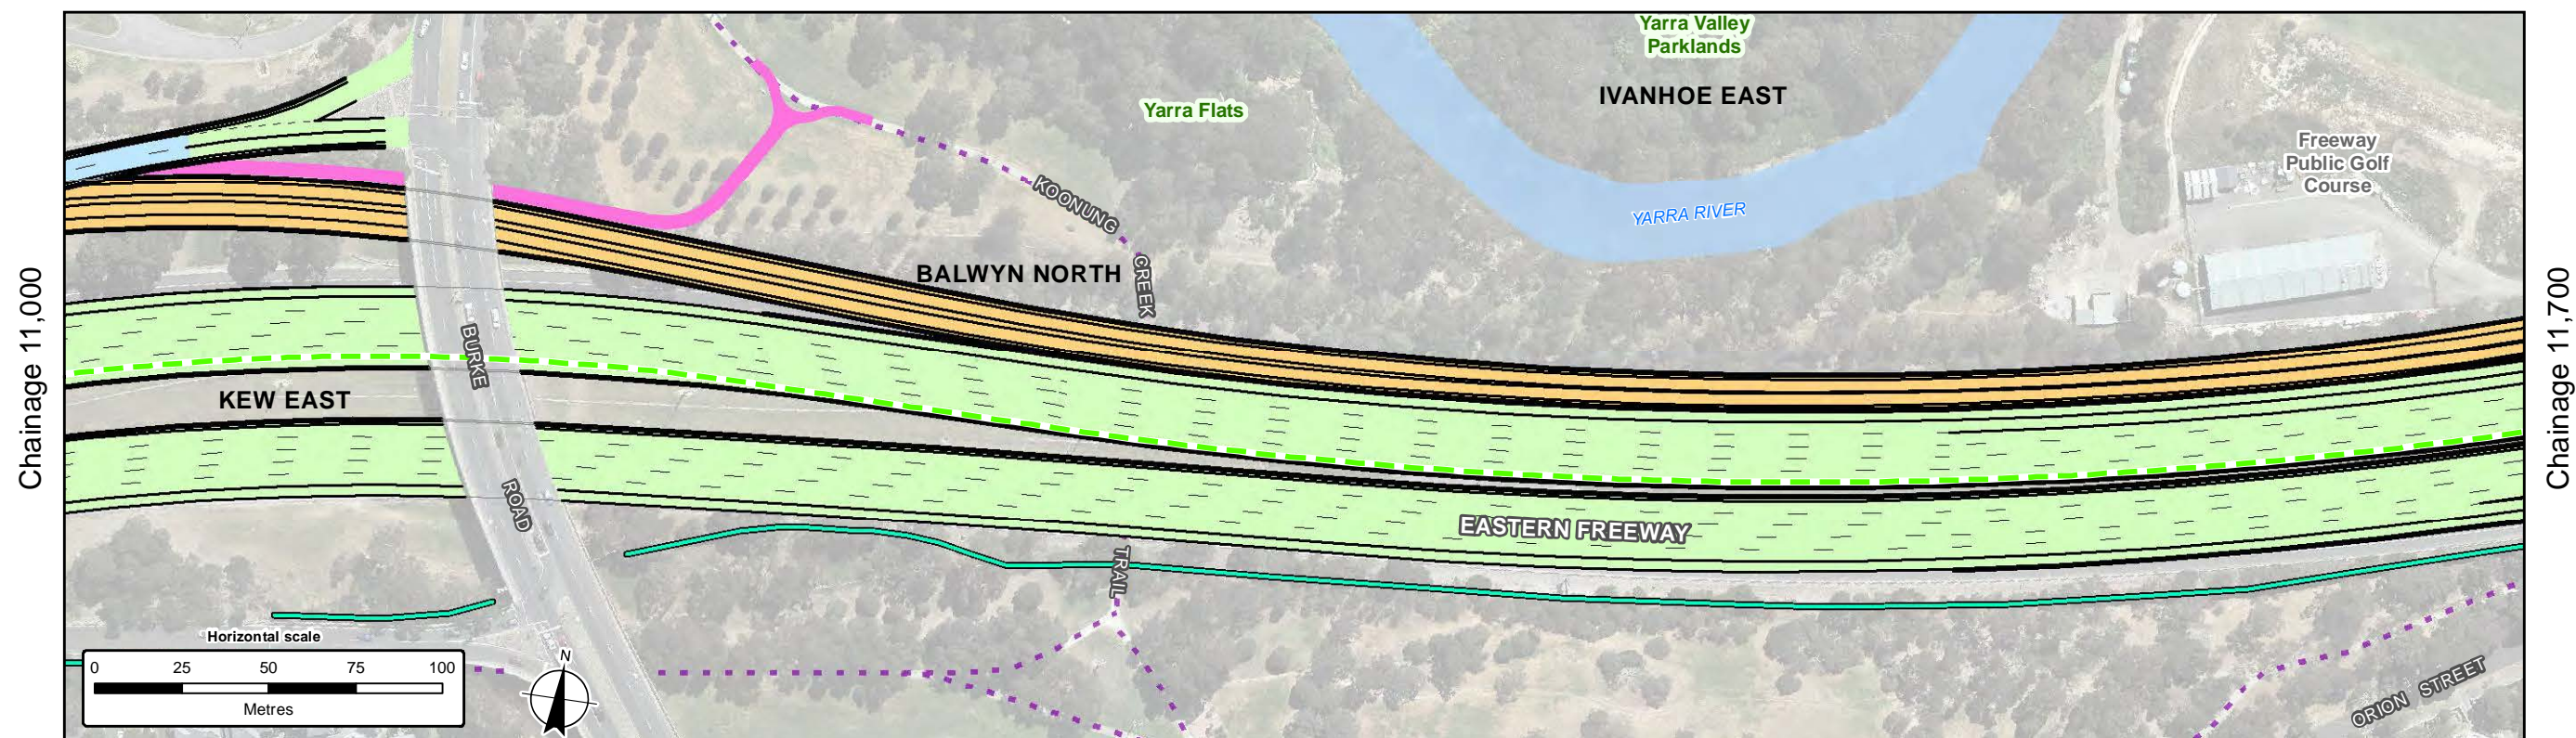 Yarra Valley
Parklands
IVANHOE EAST
Yarra Flats
Freeway
Public Golf
Course
KOONUNG
CREEK
YARRA RIVER
BALWYN NORTH
Chainage 11,000
Chainage 11,700
BURKE
KEW EAST
ROAD
EASTERN FREEWAY
TRAIL
Horizontal scale
0 25 50 75 100
Metres
N
ORION STREET